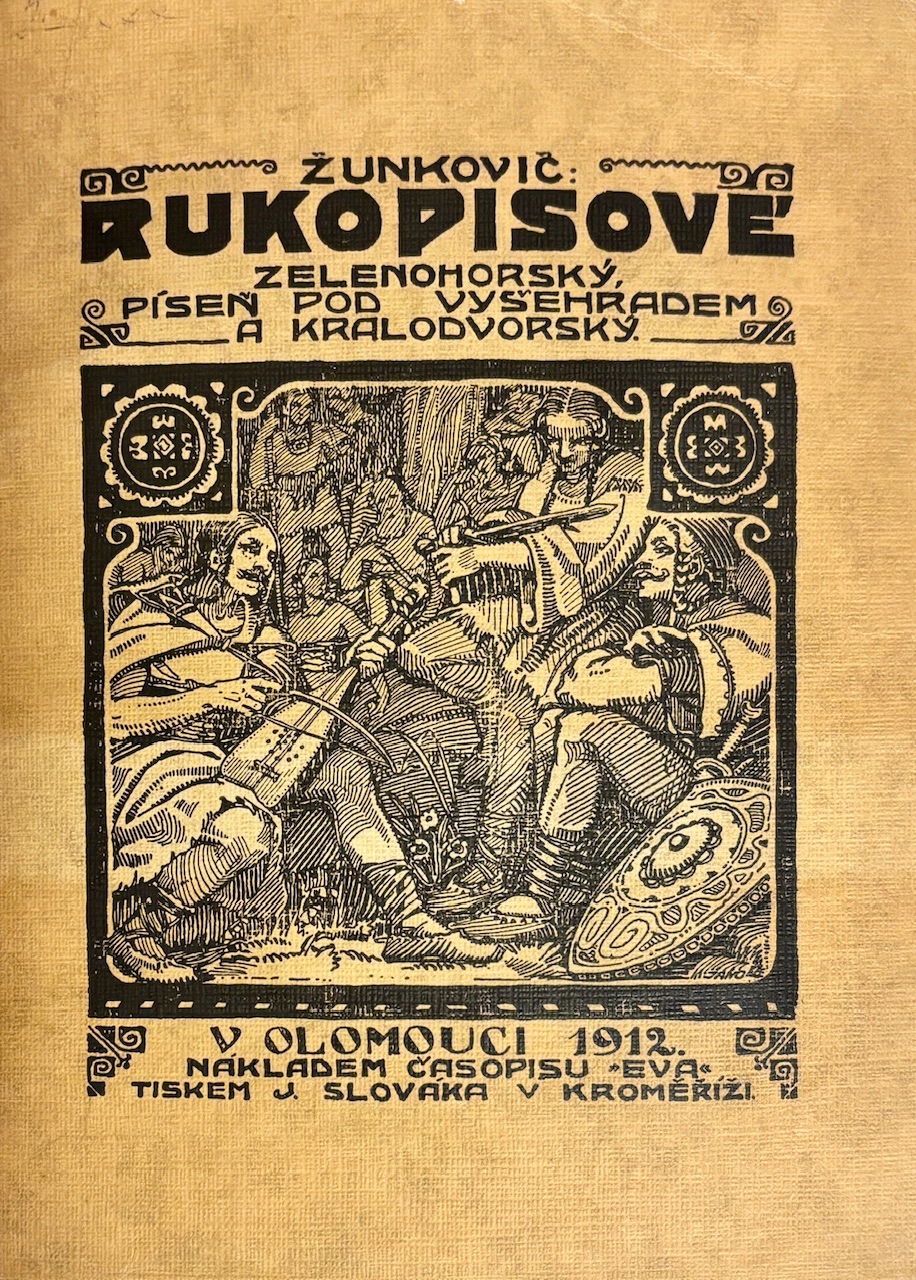 ŽUNKOVIČ:
RUKOPISOVÉ
ZELENOHORSKÝ,
PÍSEŇ POD VYŠEHRADEM
A KRALODVORSKÝ.
V OLOMOUCI 1912.
NÁKLADEM ČASOPISU »EVA«
TISKEM J. SLOVÁKA V KROMĚŘÍŽI.